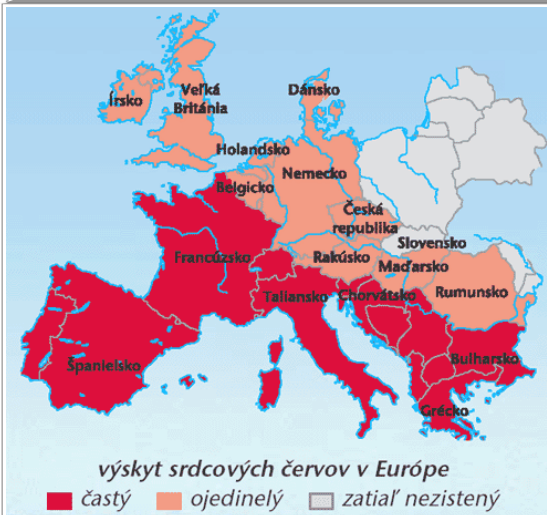 Írsko
Veľká
Británia
Dánsko
Holandsko
Nemecko
Belgicko
Česká
republika
Slovensko
Francúzsko
Rakúsko
Maďarsko
Taliansko
Chorvátsko
Rumunsko
Španielsko
Bulharsko
Grécko
výskyt srdcových červov v Európe
častý ojedinelý zatiaľ nezistený